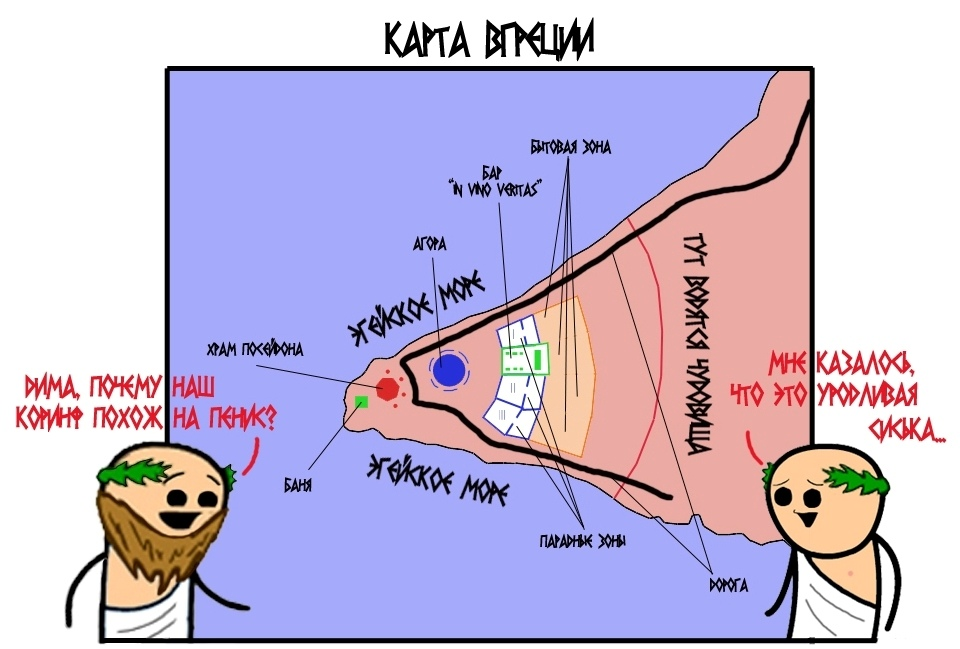 КАРТА ВГРЕЦИИ
БЫТОВАЯ ЗОНА
БАР
"IN VINO VERITAS"
АГОРА
ЭГЕЙСКОЕ МОРЕ
ХРАМ ПОСЕЙДОНА
ТУТ ВОДЯТСЯ ЧУДОВИЩА
ДИМА, ПОЧЕМУ НАШ
КОРИНФ ПОХОЖ НА ПЕНИС?
МНЕ КАЗАЛОСЬ,
ЧТО ЭТО УРОДЛИВАЯ
СИСЬКА...
ЭГЕЙСКОЕ МОРЕ
БАНЯ
ПАРАДНЫЕ ЗОНЫ
ДОРОГА